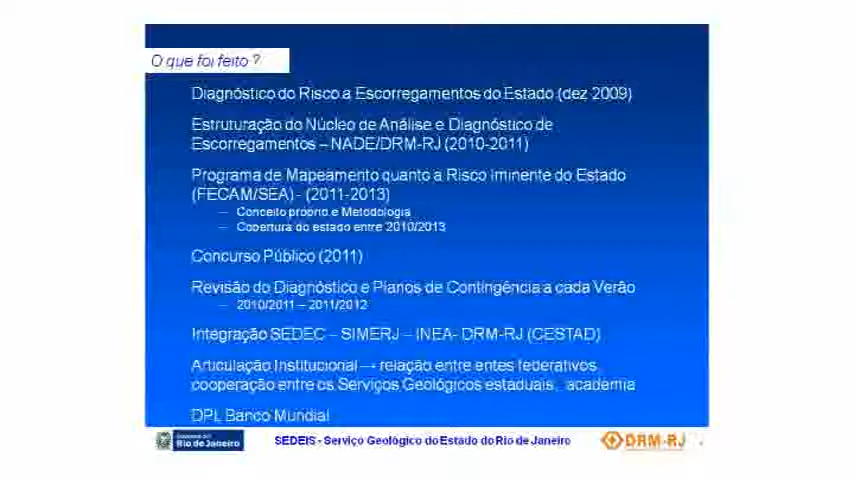 O que foi feito ?
Diagnóstico do Risco a Escorregamentos do Estado (dez 2009)
Estruturação do Núcleo de Análise e Diagnóstico de
Escorregamentos – NADE/DRM-RJ (2010-2011)
Programa de Mapeamento quanto a Risco Iminente do Estado
(FECAM/SEA) - (2011-2013)
– Conceito próprio e Metodologia
– Cobertura do estado entre 2010/2013
Concurso Público (2011)
Revisão do Diagnóstico e Planos de Contingência a cada Verão
– 2010/2011 – 2011/2012
Integração SEDEC – SIMERJ – INEA- DRM-RJ (CESTAD)
Articulação Institucional → relação entre entes federativos,
cooperação entre os Serviços Geológicos estaduais, academia
DPL Banco Mundial
Rio de Janeiro
SEDEIS - Serviço Geológico do Estado do Rio de Janeiro
DRM-RJ